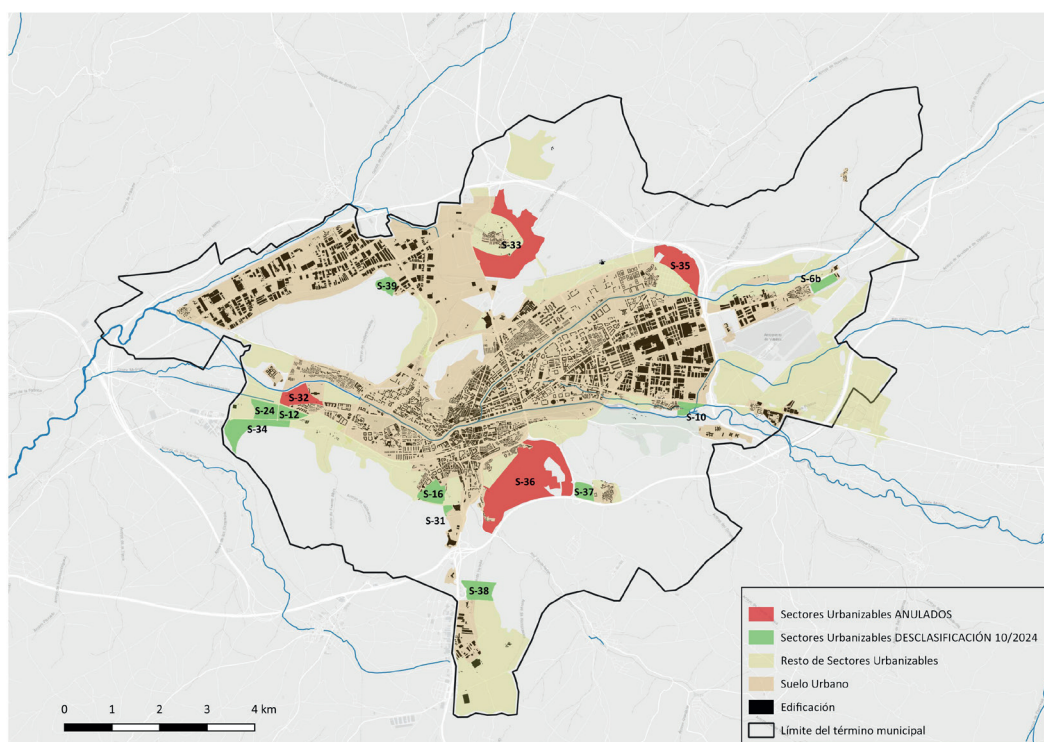 S-33
S-35
S-6b
S-39
S-32
S-24
S-12
S-34
S-10
S-36
S-16
S-37
S-31
S-38
Sectores Urbanizables ANULADOS
Sectores Urbanizables DESCLASIFICACIÓN 10/2024
Resto de Sectores Urbanizables
Suelo Urbano
Edificación
Límite del término municipal
0 1 2 3 4 km